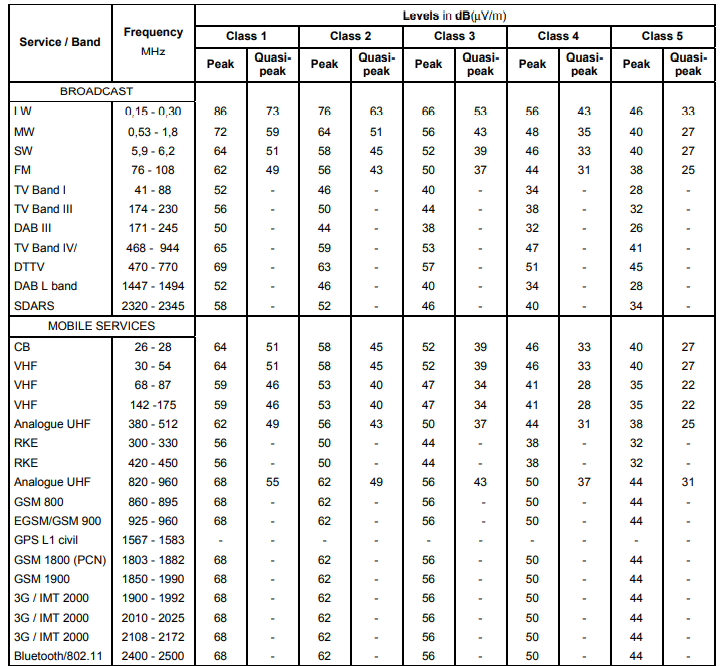 Levels in dB(μV/m)
Service / Band Frequency MHz Class 1 Class 2 Class 3 Class 4 Class 5
Peak Quasi-peak Peak Quasi-peak Peak Quasi-peak Peak Quasi-peak Peak Quasi-peak
BROADCAST
LW 0,15 - 0,30 86 73 76 63 66 53 56 43 46 33
MW 0,53 - 1,8 72 59 64 51 56 43 48 35 40 27
SW 5,9 - 6,2 64 51 58 45 52 39 46 33 40 27
FM 76 - 108 62 49 56 43 50 37 44 31 38 25
TV Band I 41 - 88 52 - 46 - 40 - 34 - 28 -
TV Band III 174 - 230 56 - 50 - 44 - 38 - 32 -
DAB III 171 - 245 50 - 44 - 38 - 32 - 26 -
TV Band IV/ 468 - 944 65 - 59 - 53 - 47 - 41 -
DTTV 470 - 770 69 - 63 - 57 - 51 - 45 -
DAB L band 1447 - 1494 52 - 46 - 40 - 34 - 28 -
SDARS 2320 - 2345 58 - 52 - 46 - 40 - 34 -
MOBILE SERVICES
CB 26 - 28 64 51 58 45 52 39 46 33 40 27
VHF 30 - 54 64 51 58 45 52 39 46 33 40 27
VHF 68 - 87 59 46 53 40 47 34 41 28 35 22
VHF 142 -175 59 46 53 40 47 34 41 28 35 22
Analogue UHF 380 - 512 62 49 56 43 50 37 44 31 38 25
RKE 300 - 330 56 - 50 - 44 - 38 - 32 -
RKE 420 - 450 56 - 50 - 44 - 38 - 32 -
Analogue UHF 820 - 960 68 55 62 49 56 43 50 37 44 31
GSM 800 860 - 895 68 - 62 - 56 - 50 - 44 -
EGSM/GSM 900 925 - 960 68 - 62 - 56 - 50 - 44 -
GPS L1 civil 1567 - 1583 - - - - - - - - - -
GSM 1800 (PCN) 1803 - 1882 68 - 62 - 56 - 50 - 44 -
GSM 1900 1850 - 1990 68 - 62 - 56 - 50 - 44 -
3G / IMT 2000 1900 - 1992 68 - 62 - 56 - 50 - 44 -
3G / IMT 2000 2010 - 2025 68 - 62 - 56 - 50 - 44 -
3G / IMT 2000 2108 - 2172 68 - 62 - 56 - 50 - 44 -
Bluetooth/802.11 2400 - 2500 68 - 62 - 56 - 50 - 44 -